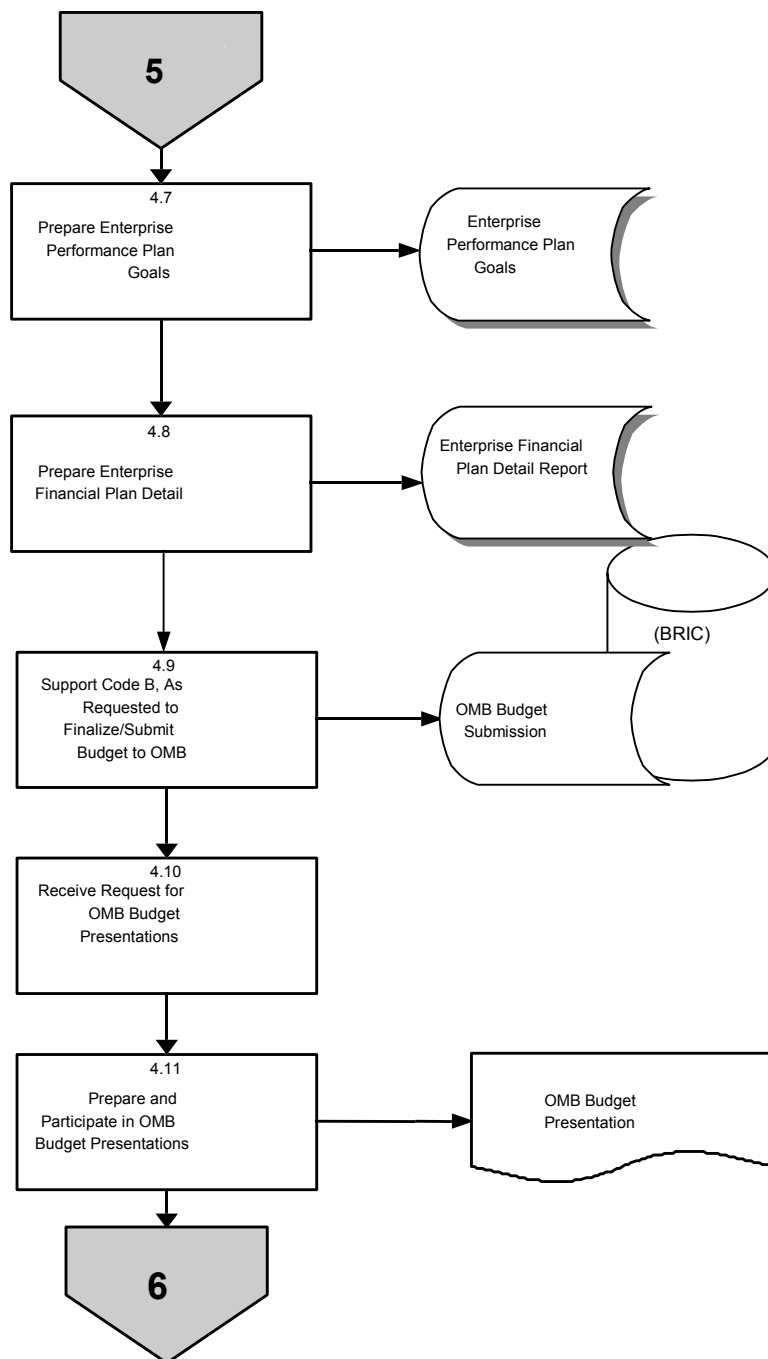 5
4.7
Prepare Enterprise
Performance Plan
Goals
Enterprise
Performance Plan
Goals
4.8
Prepare Enterprise
Financial Plan Detail
Enterprise Financial
Plan Detail Report
4.9
Support Code B, As
Requested to
Finalize/Submit
Budget to OMB
OMB Budget
Submission
(BRIC)
4.10
Receive Request for
OMB Budget
Presentations
4.11
Prepare and
Participate in OMB
Budget Presentations
OMB Budget
Presentation
6